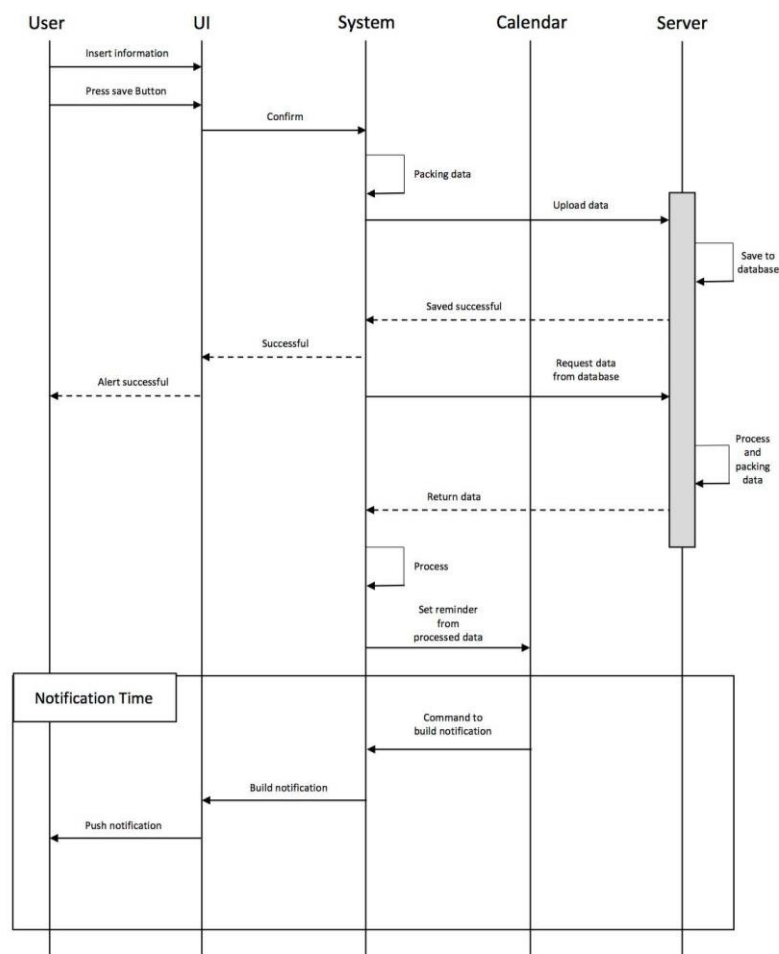 User
UI
System
Calendar
Server
Insert information
Press save Button
Confirm
Packing data
Upload data
Save to
database
Saved successful
Successful
Alert successful
Request data
from database
Process
and
packing
data
Return data
Process
Set reminder
from
processed data
Notification Time
Command to
build notification
Build notification
Push notification